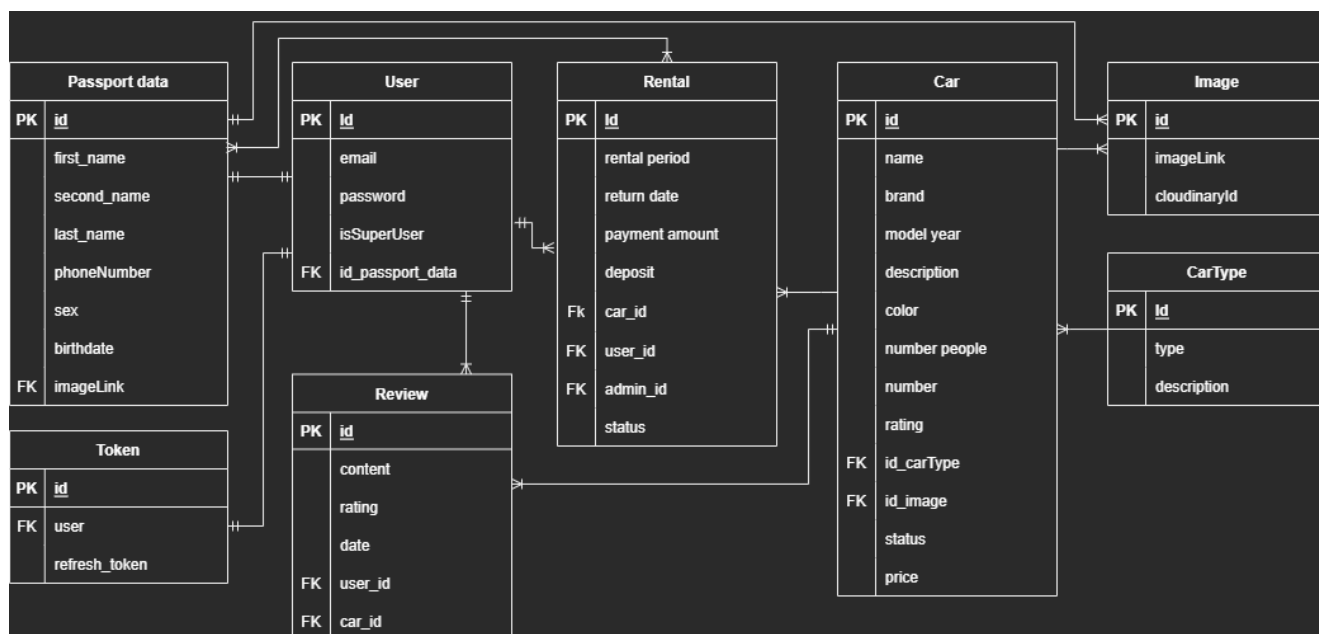 Passport data
PK id
first_name
second_name
last_name
phoneNumber
sex
birthdate
FK imageLink
User
PK Id
email
password
isSuperUser
FK id_passport_data
Rental
PK Id
rental period
return date
payment amount
deposit
Fk car_id
FK user_id
FK admin_id
status
Car
PK id
name
brand
model year
description
color
number people
number
rating
FK id_carType
FK id_image
status
price
Image
PK id
imageLink
cloudinaryId
CarType
PK Id
type
description
Token
PK id
FK user
refresh_token
Review
PK id
content
rating
date
FK user_id
FK car_id